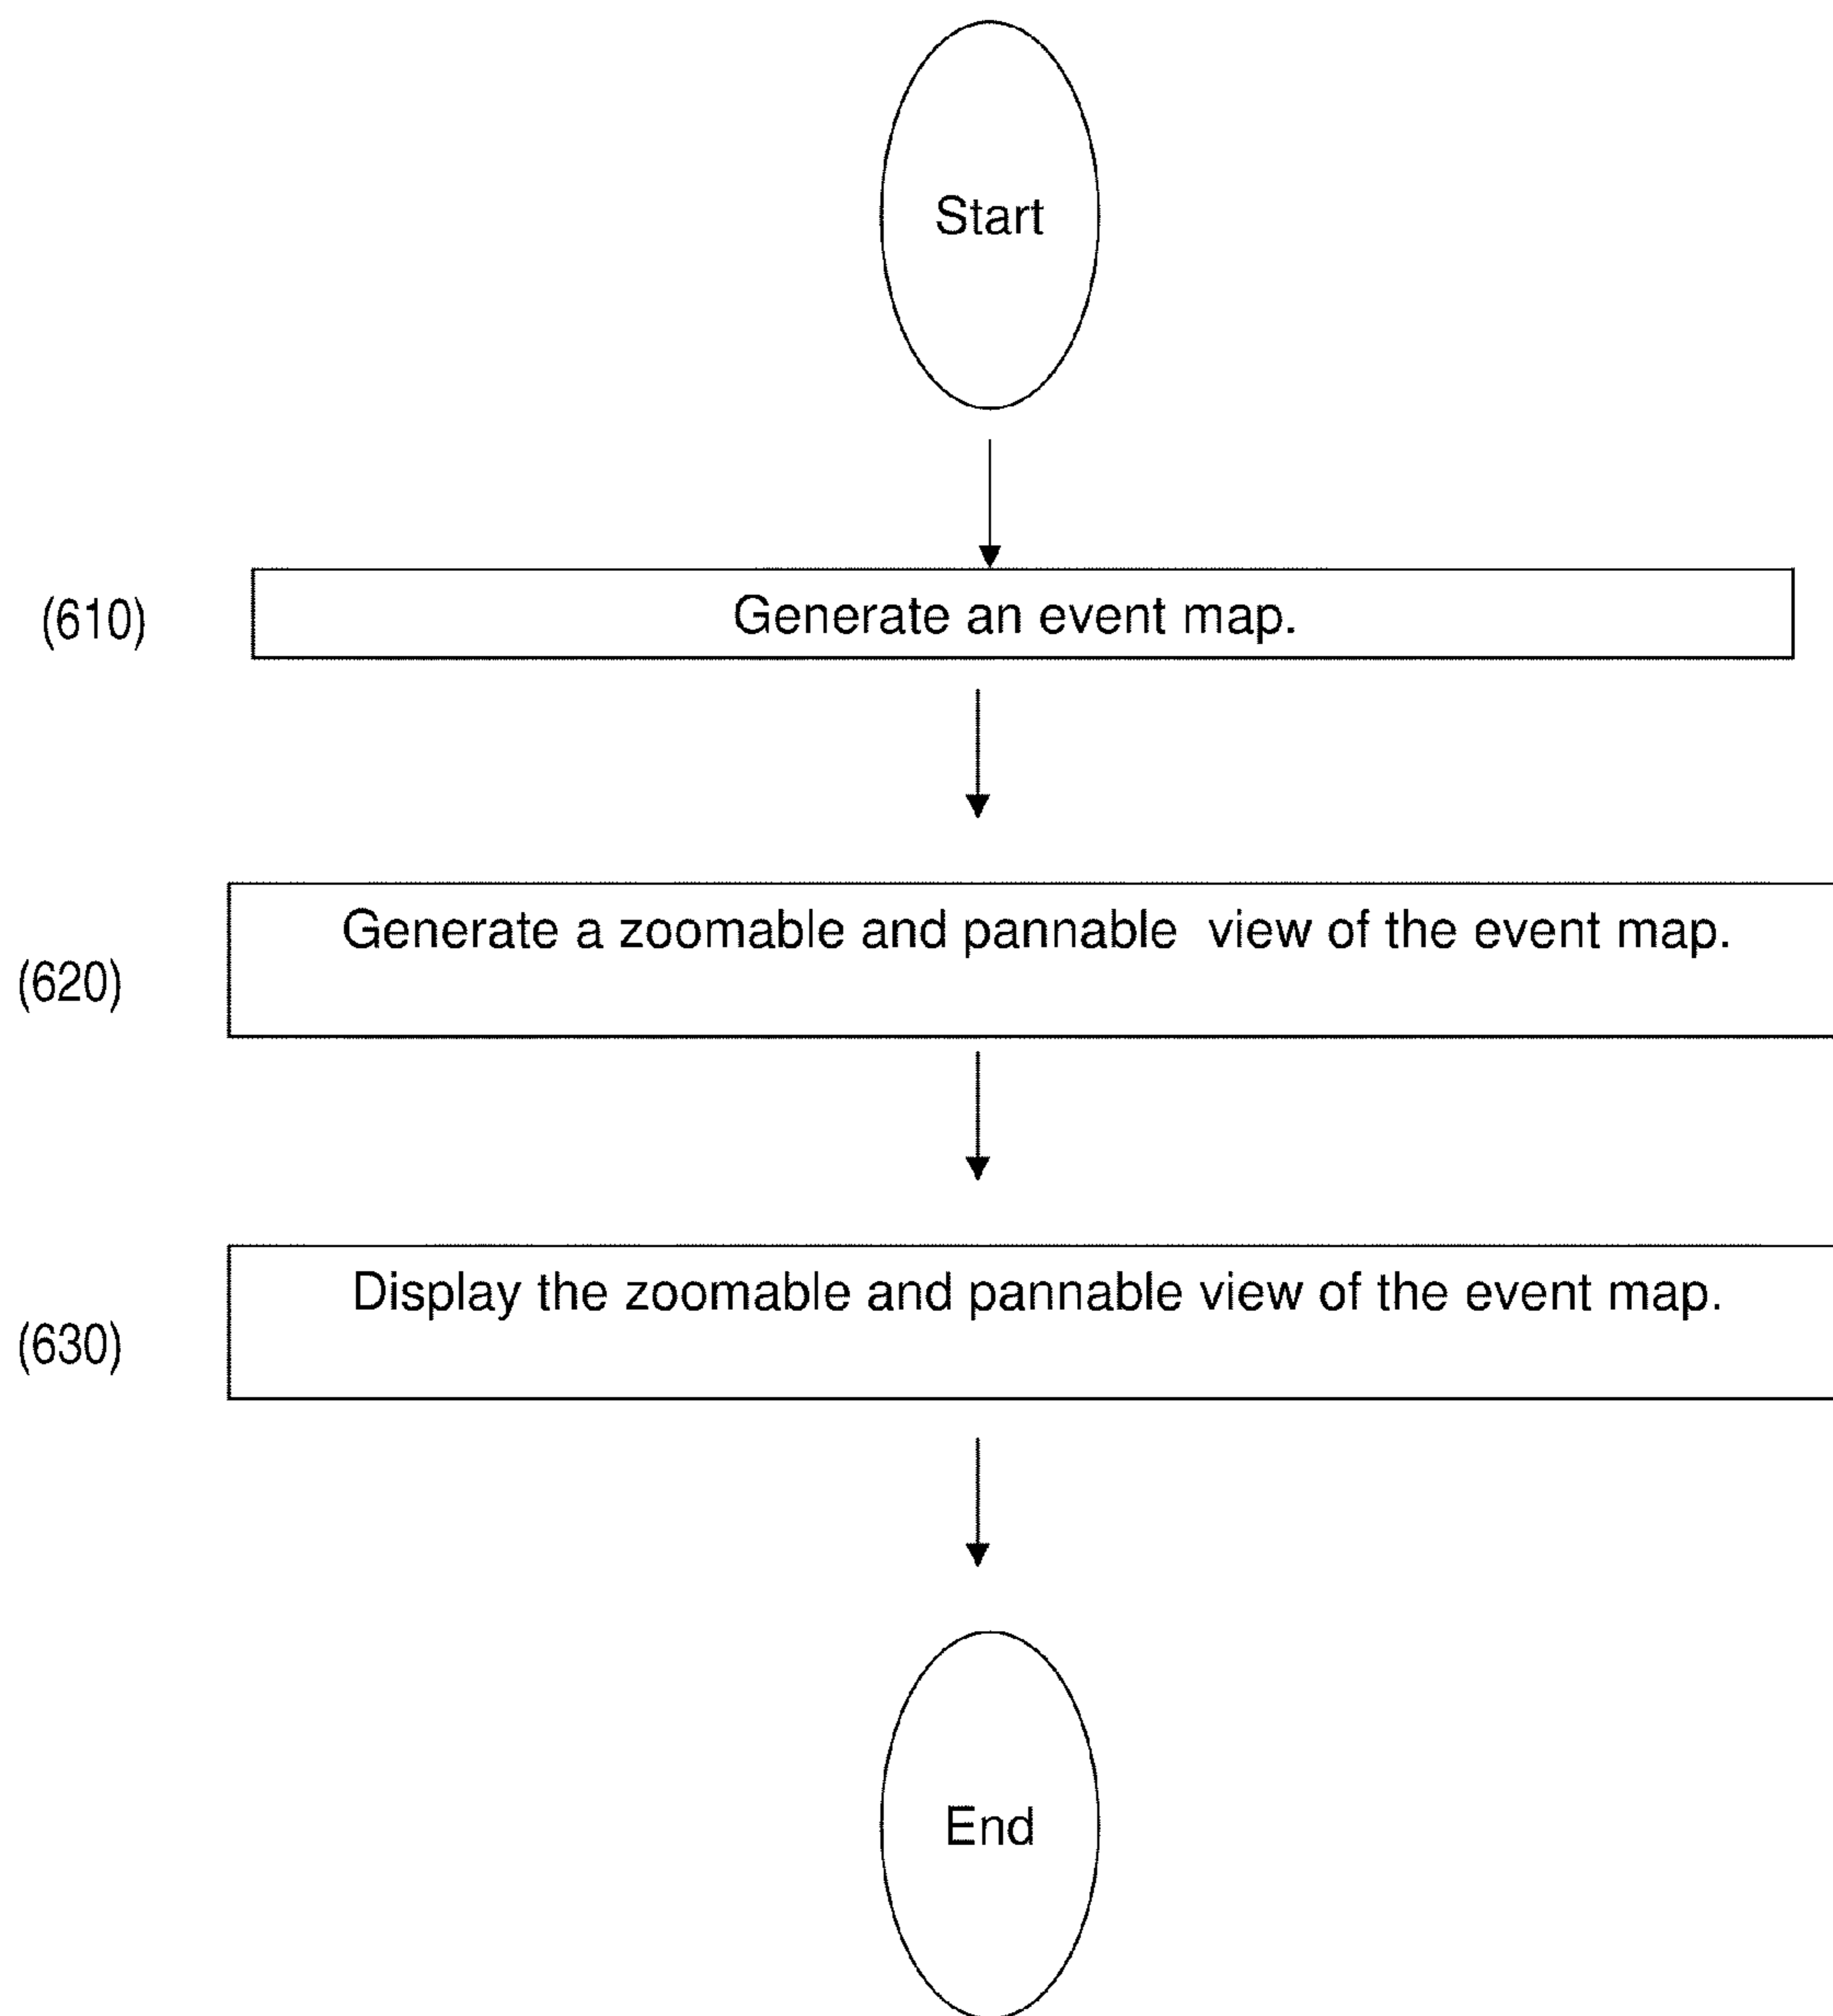 Start
(610)
Generate an event map.
Generate a zoomable and pannable view of the event map.
(620)
Display the zoomable and pannable view of the event map.
(630)
End